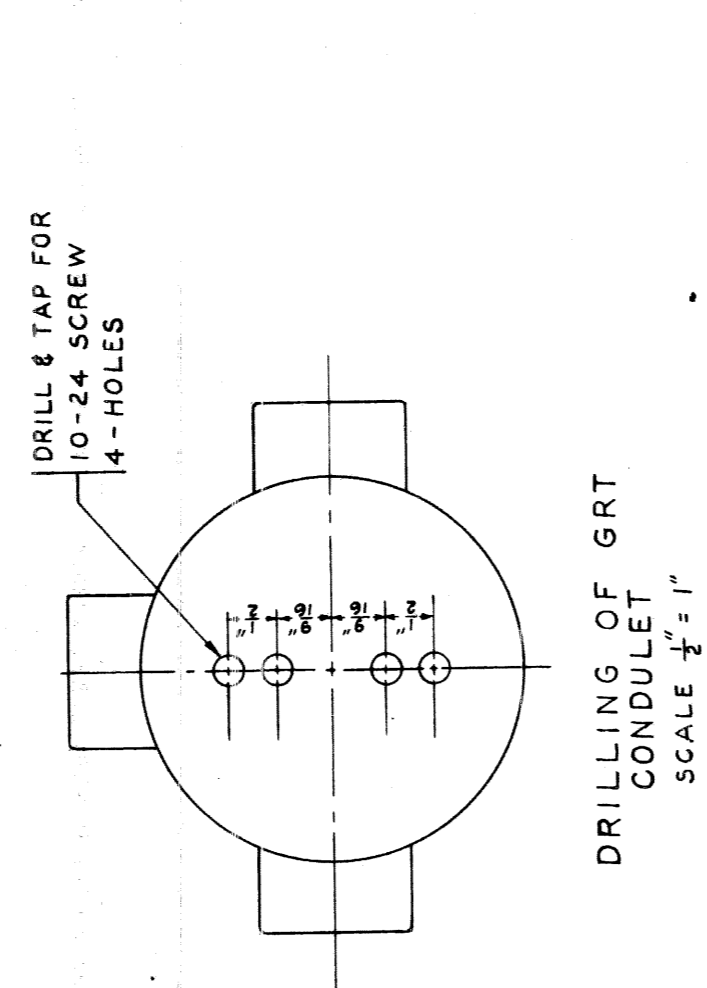 DRILL & TAP FOR
10-24 SCREW
4 - HOLES
1/2"
9/16"
9/16"
1/2"
DRILLING OF GRT
CONDULET
SCALE 1/2" = 1"